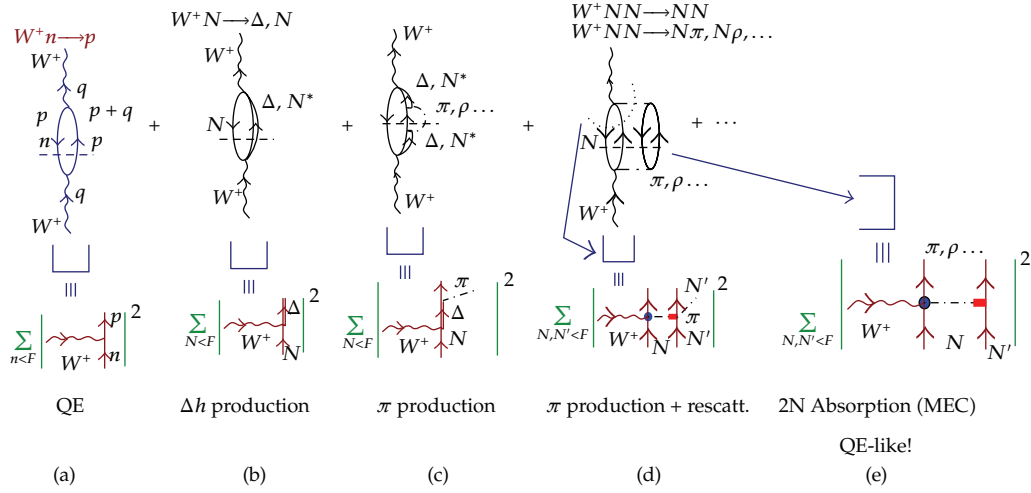 W⁺n ⟶ p
W⁺
q
p
p + q
n
p
q
W⁺
+
W⁺N ⟶ Δ, N
W⁺
Δ, N*
N
W⁺
+
W⁺
Δ, N*
π, ρ ...
Δ, N*
W⁺
+
W⁺NN ⟶ NN
W⁺NN ⟶ Nπ, Nρ, ...
W⁺
N
π, ρ ...
W⁺
+ ⋯
∑ n<F
W⁺
p
n
2
∑ N<F
W⁺
Δ
N
2
∑ N<F
W⁺
π
Δ
N
2
∑ N,N′<F
W⁺
N
N′
π
N′
2
∑ N,N′<F
π, ρ ...
W⁺
N
N′
2
QE
Δh production
π production
π production + rescatt.
2N Absorption (MEC)
QE-like!
(a)
(b)
(c)
(d)
(e)